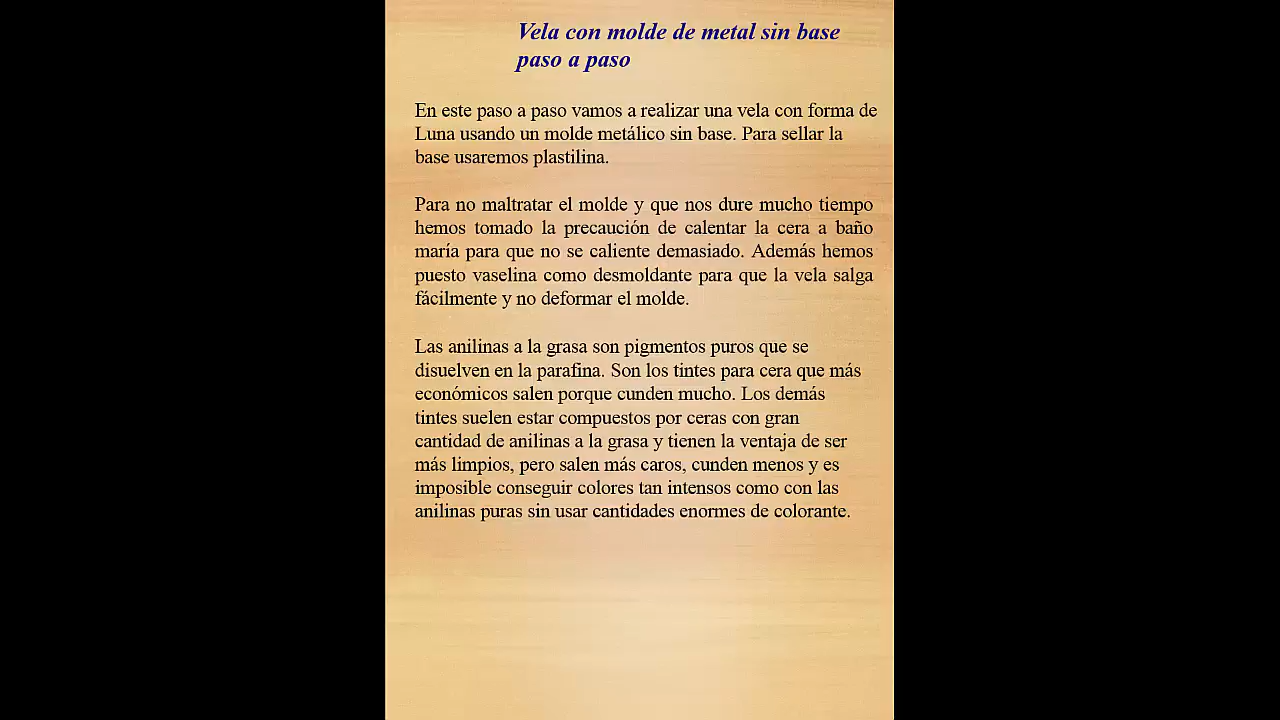 Vela con molde de metal sin base
paso a paso
En este paso a paso vamos a realizar una vela con forma de
Luna usando un molde metálico sin base. Para sellar la
base usaremos plastilina.
Para no maltratar el molde y que nos dure mucho tiempo
hemos tomado la precaución de calentar la cera a baño
maría para que no se caliente demasiado. Además hemos
puesto vaselina como desmoldante para que la vela salga
fácilmente y no deformar el molde.
Las anilinas a la grasa son pigmentos puros que se
disuelven en la parafina. Son los tintes para cera que más
económicos salen porque cunden mucho. Los demás
tintes suelen estar compuestos por ceras con gran
cantidad de anilinas a la grasa y tienen la ventaja de ser
más limpios, pero salen más caros, cunden menos y es
imposible conseguir colores tan intensos como con las
anilinas puras sin usar cantidades enormes de colorante.